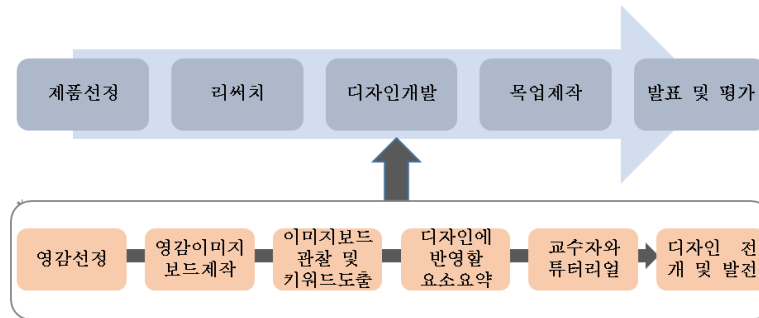 제품선정
리써치
디자인개발
목업제작
발표 및 평가
영감선정
영감이미지
보드제작
이미지보드
관찰 및
키워드도출
디자인에
반영할
요소요약
교수자와
튜터리얼
디자인 전
개 및 발전